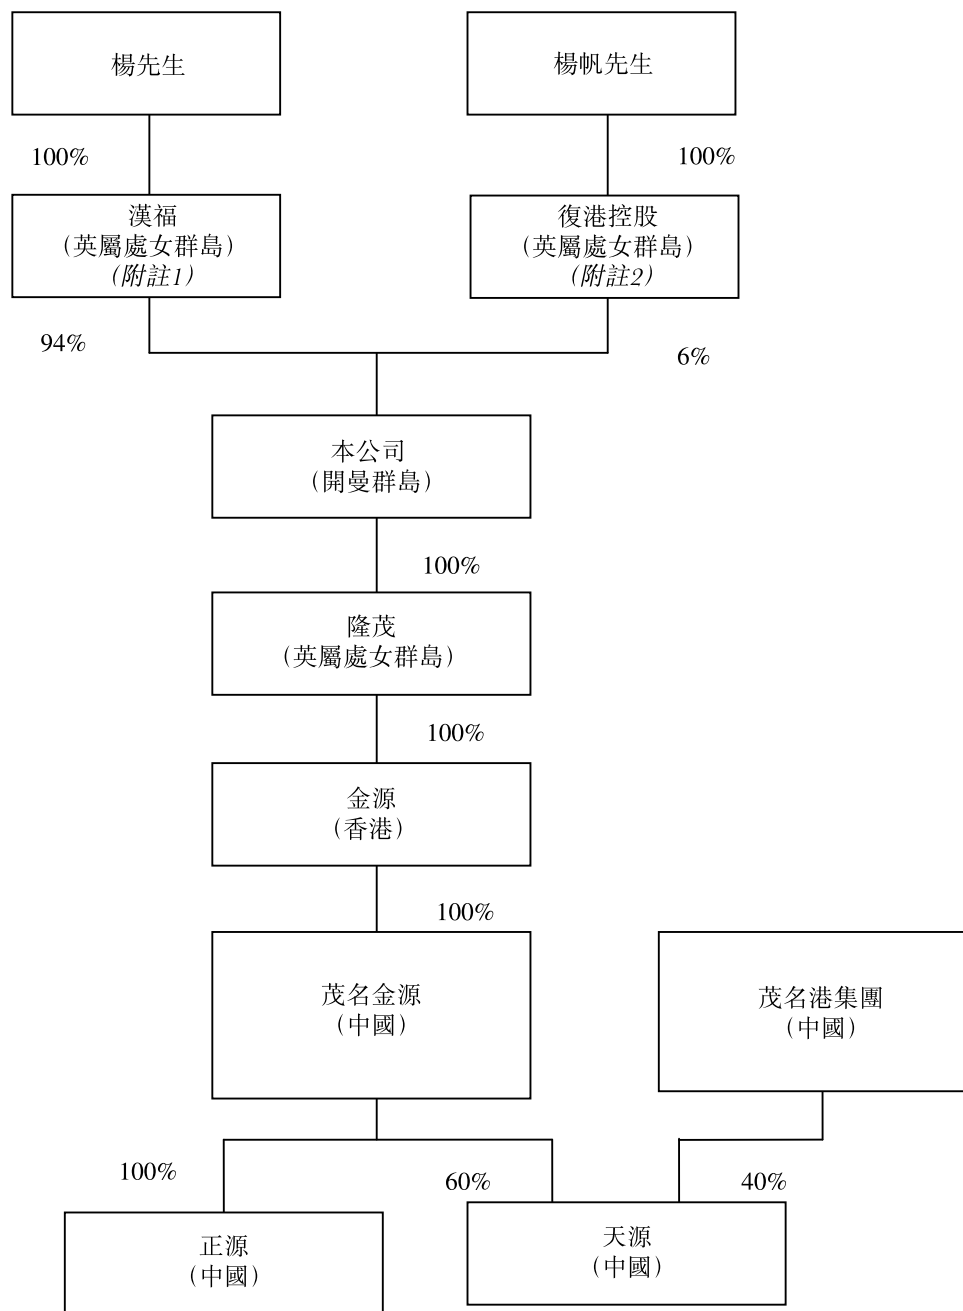 楊先生
楊帆先生
100%
100%
漢福
(英屬處女群島)
(附註1)
復港控股
(英屬處女群島)
(附註2)
94%
6%
本公司
(開曼群島)
100%
隆茂
(英屬處女群島)
100%
金源
(香港)
100%
茂名金源
(中國)
茂名港集團
(中國)
100%
60%
40%
正源
(中國)
天源
(中國)